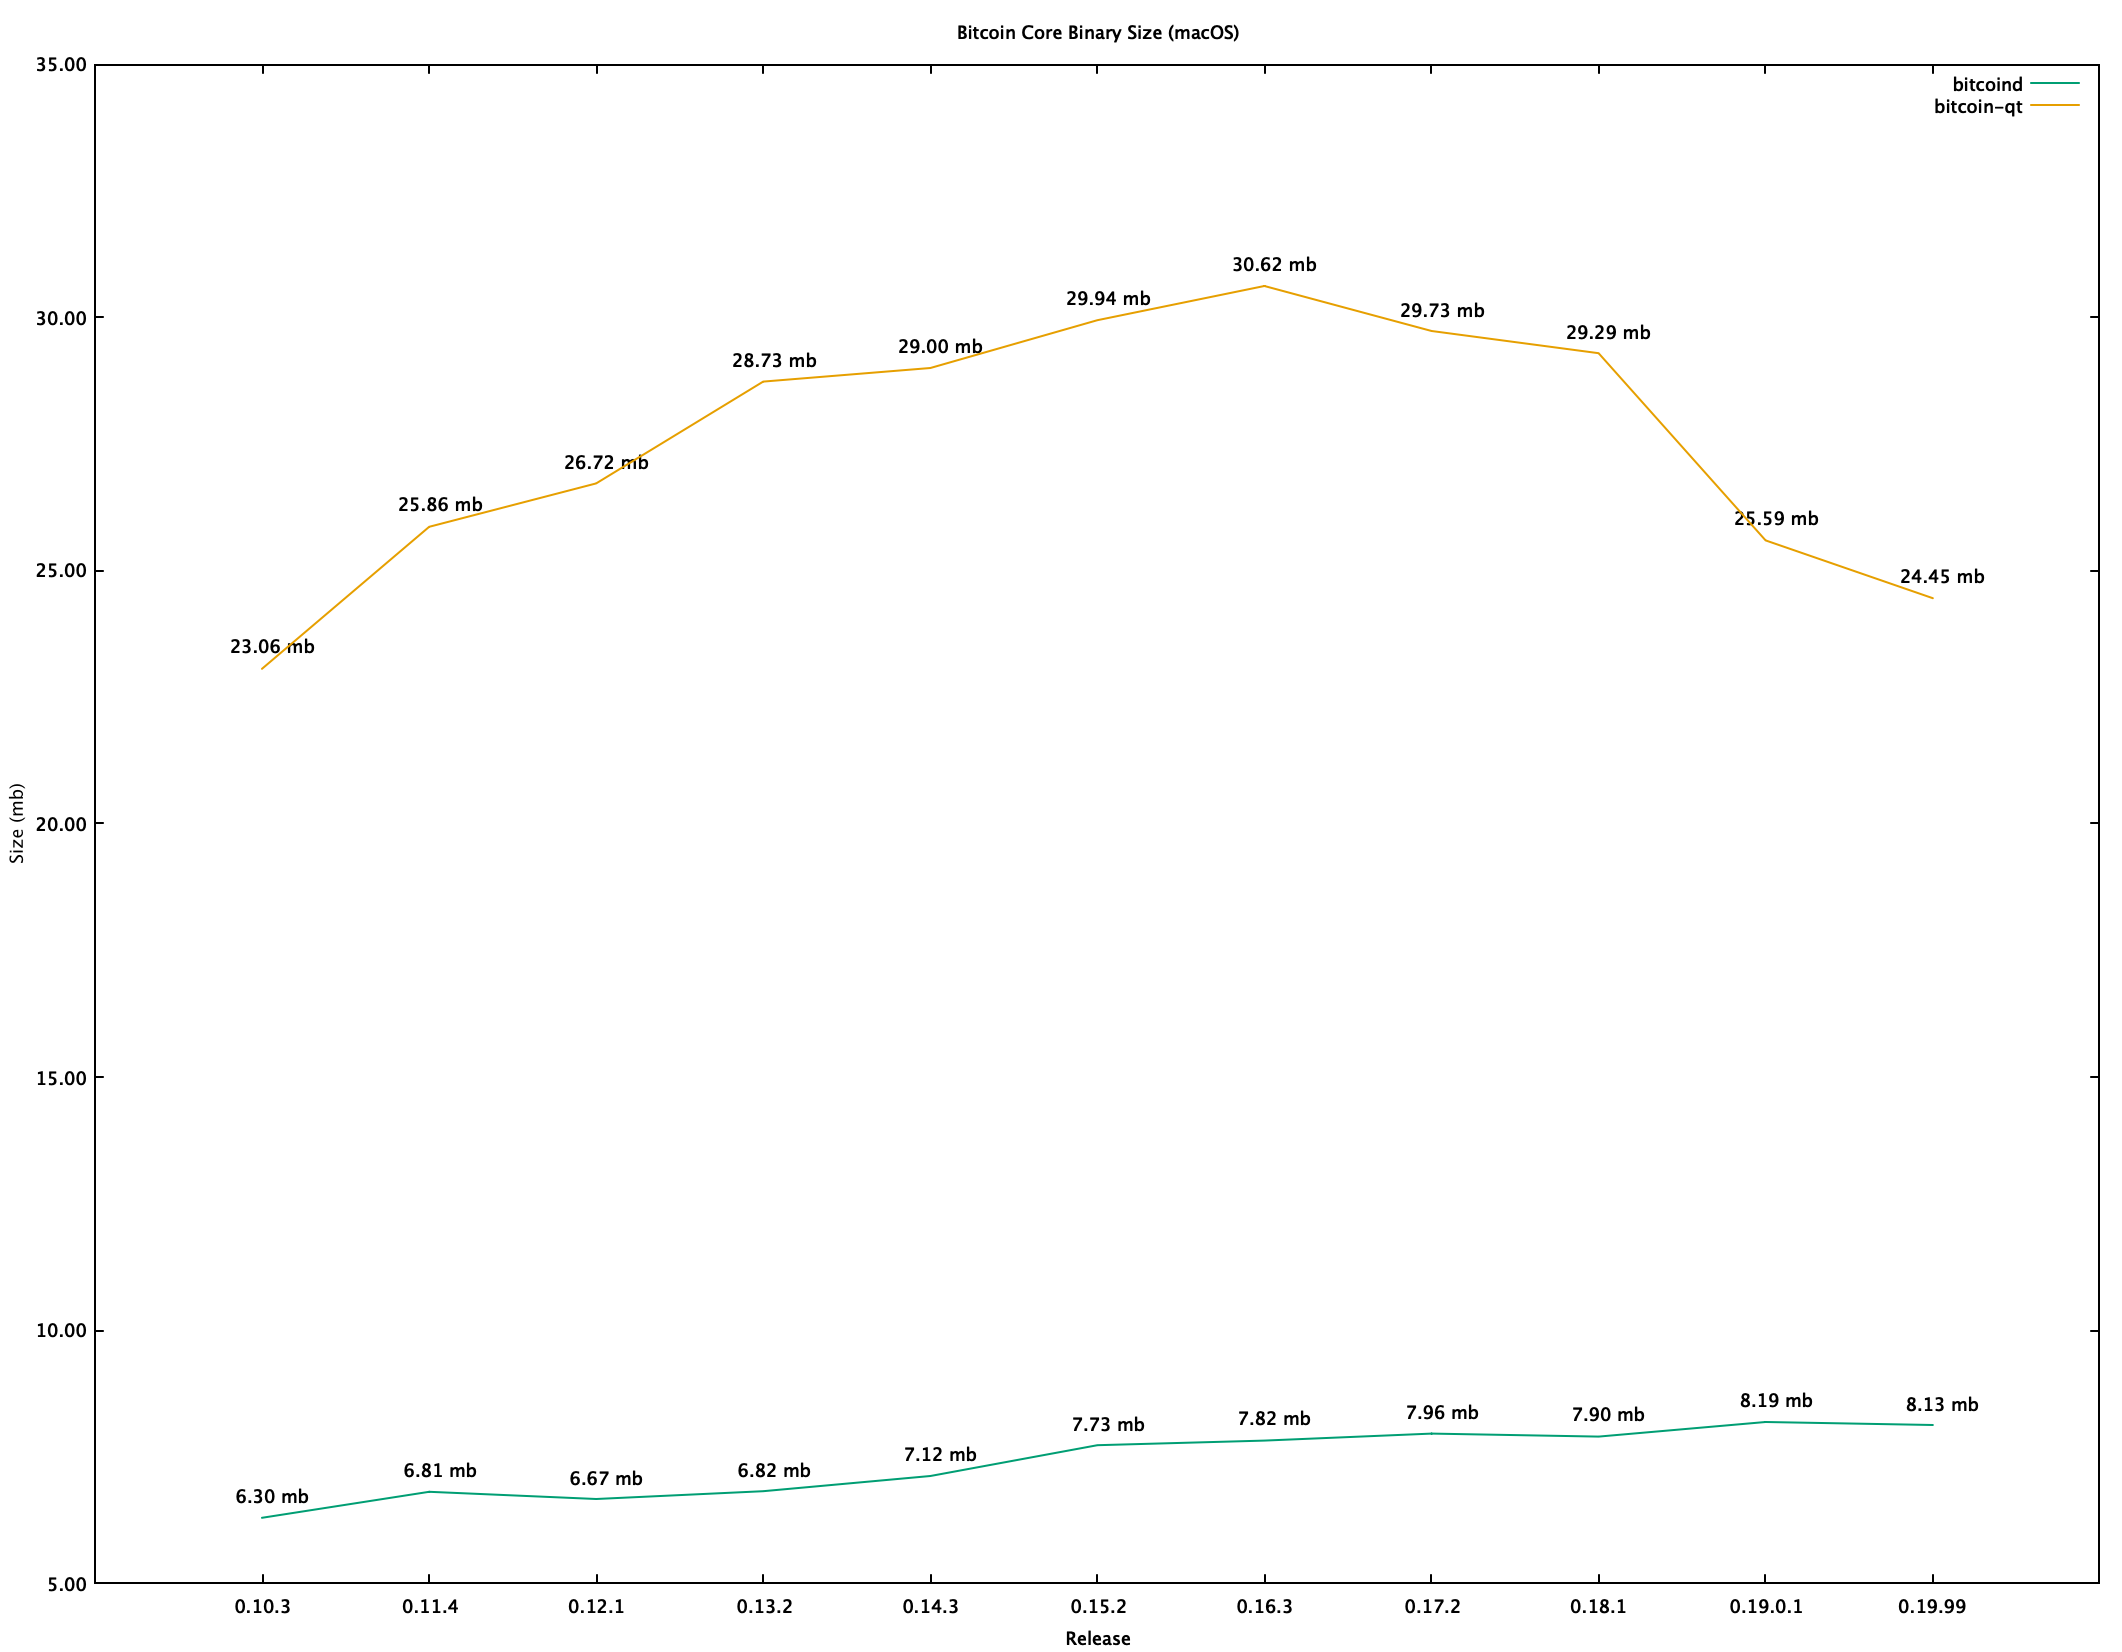 Bitcoin Core Binary Size (macOS)
35.00
bitcoind
bitcoin-qt
30.62 mb
29.94 mb
30.00
29.73 mb
29.29 mb
29.00 mb
28.73 mb
26.72 mb
25.86 mb
25.59 mb
25.00
24.45 mb
23.06 mb
Size (mb)
20.00
15.00
10.00
8.19 mb
8.13 mb
7.96 mb
7.90 mb
7.82 mb
7.73 mb
7.12 mb
6.82 mb
6.81 mb
6.67 mb
6.30 mb
5.00
0.10.3 0.11.4 0.12.1 0.13.2 0.14.3 0.15.2 0.16.3 0.17.2 0.18.1 0.19.0.1 0.19.99
Release